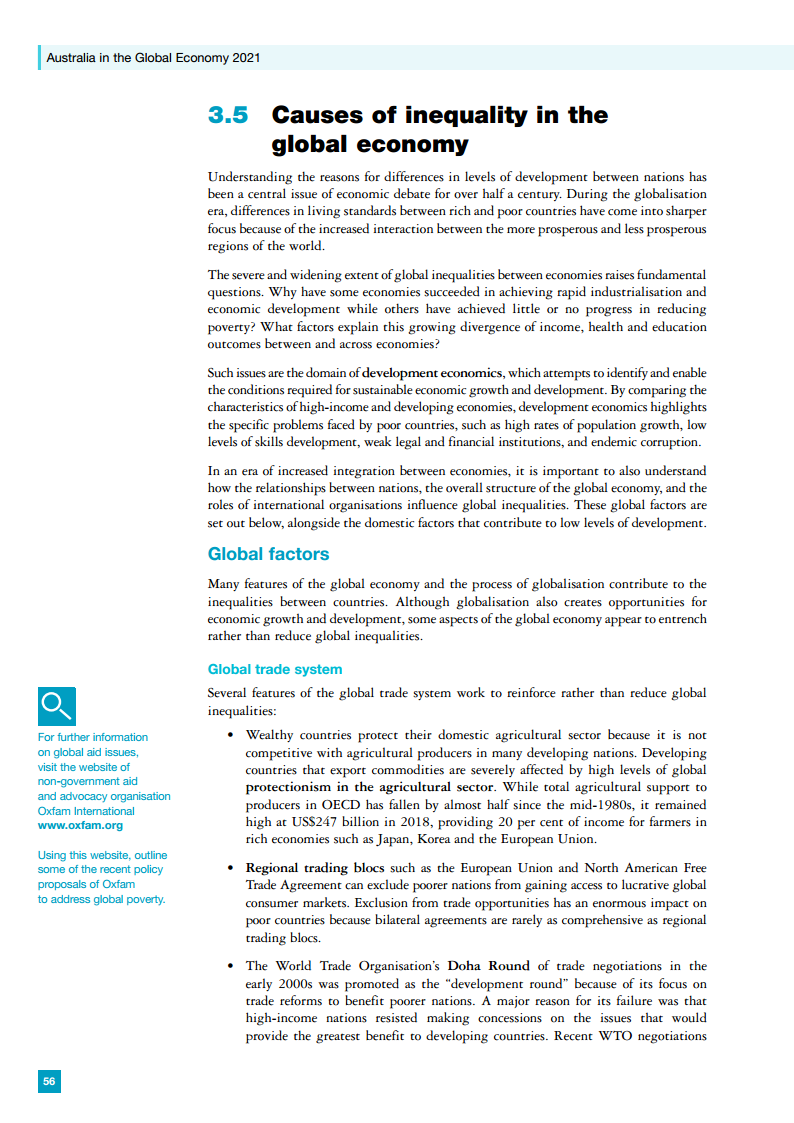 Australia in the Global Economy 2021
3.5 Causes of inequality in the
global economy
Understanding the reasons for differences in levels of development between nations has
been a central issue of economic debate for over half a century. During the globalisation
era, differences in living standards between rich and poor countries have come into sharper
focus because of the increased interaction between the more prosperous and less prosperous
regions of the world.
The severe and widening extent of global inequalities between economies raises fundamental
questions. Why have some economies succeeded in achieving rapid industrialisation and
economic development while others have achieved little or no progress in reducing
poverty? What factors explain this growing divergence of income, health and education
outcomes between and across economies?
Such issues are the domain of development economics, which attempts to identify and enable
the conditions required for sustainable economic growth and development. By comparing the
characteristics of high-income and developing economies, development economics highlights
the specific problems faced by poor countries, such as high rates of population growth, low
levels of skills development, weak legal and financial institutions, and endemic corruption.
In an era of increased integration between economies, it is important to also understand
how the relationships between nations, the overall structure of the global economy, and the
roles of international organisations influence global inequalities. These global factors are
set out below, alongside the domestic factors that contribute to low levels of development.
Global factors
Many features of the global economy and the process of globalisation contribute to the
inequalities between countries. Although globalisation also creates opportunities for
economic growth and development, some aspects of the global economy appear to entrench
rather than reduce global inequalities.
Global trade system
Several features of the global trade system work to reinforce rather than reduce global
inequalities:
• Wealthy countries protect their domestic agricultural sector because it is not
competitive with agricultural producers in many developing nations. Developing
countries that export commodities are severely affected by high levels of global
protectionism in the agricultural sector. While total agricultural support to
producers in OECD has fallen by almost half since the mid-1980s, it remained
high at US$247 billion in 2018, providing 20 per cent of income for farmers in
rich economies such as Japan, Korea and the European Union.
• Regional trading blocs such as the European Union and North American Free
Trade Agreement can exclude poorer nations from gaining access to lucrative global
consumer markets. Exclusion from trade opportunities has an enormous impact on
poor countries because bilateral agreements are rarely as comprehensive as regional
trading blocs.
• The World Trade Organisation's Doha Round of trade negotiations in the
early 2000s was promoted as the "development round" because of its focus on
trade reforms to benefit poorer nations. A major reason for its failure was that
high-income nations resisted making concessions on the issues that would
provide the greatest benefit to developing countries. Recent WTO negotiations
For further information
on global aid issues,
visit the website of
non-government aid
and advocacy organisation
Oxfam International
www.oxfam.org
Using this website, outline
some of the recent policy
proposals of Oxfam
to address global poverty.
56